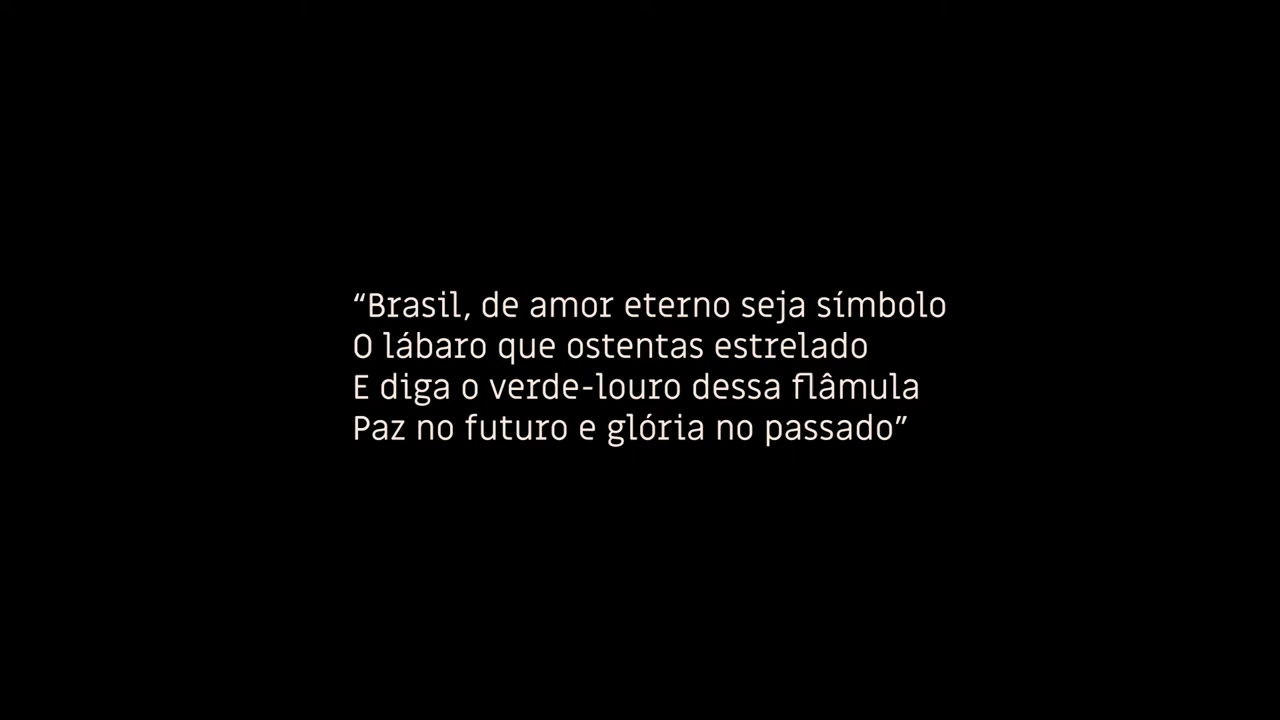 “Brasil, de amor eterno seja símbolo
O lábaro que ostentas estrelado
E diga o verde-louro dessa flâmula
Paz no futuro e glória no passado”